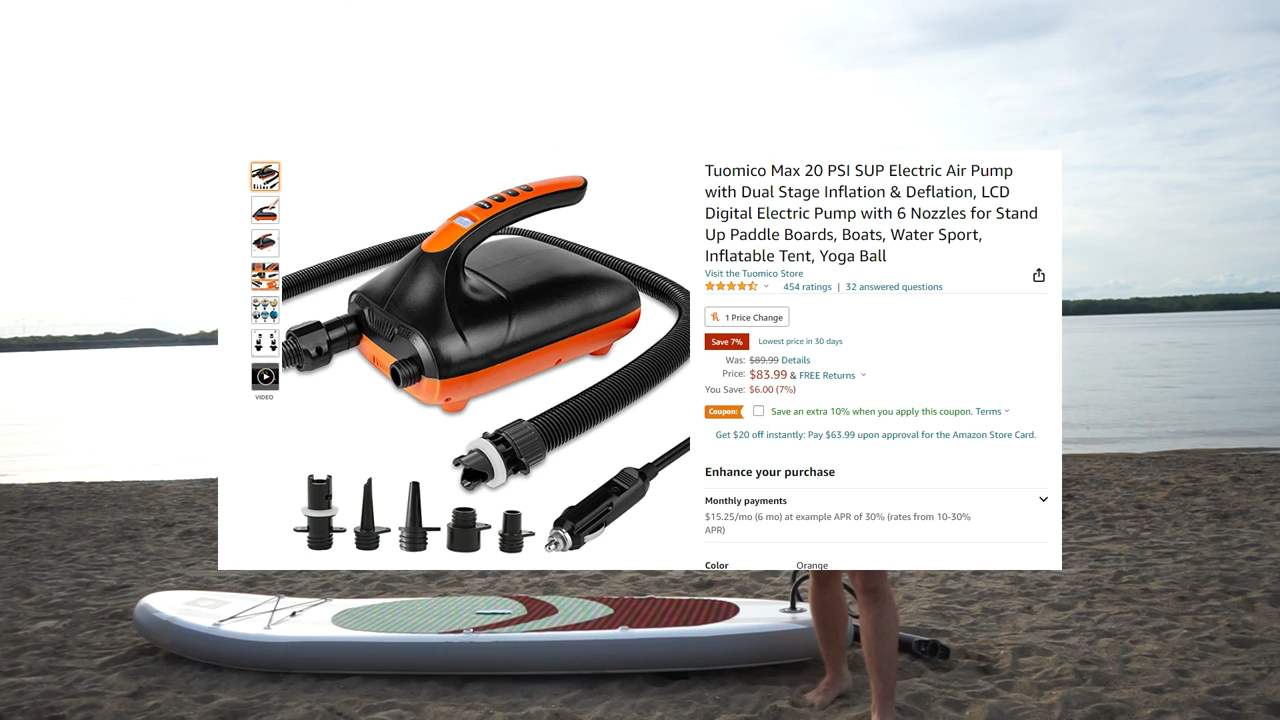 Tuomico Max 20 PSI SUP Electric Air Pump
with Dual Stage Inflation & Deflation, LCD
Digital Electric Pump with 6 Nozzles for Stand
Up Paddle Boards, Boats, Water Sport,
Inflatable Tent, Yoga Ball
Visit the Tuomico Store
454 ratings | 32 answered questions
1 Price Change
Save 7% Lowest price in 30 days
Was: $89.99 Details
Price: $83.99 & FREE Returns
You Save: $6.00 (7%)
Coupon: Save an extra 10% when you apply this coupon. Terms
Get $20 off instantly: Pay $63.99 upon approval for the Amazon Store Card.
Enhance your purchase
Monthly payments
$15.25/mo (6 mo) at example APR of 30% (rates from 10-30%
APR)
Color Orange
VIDEO